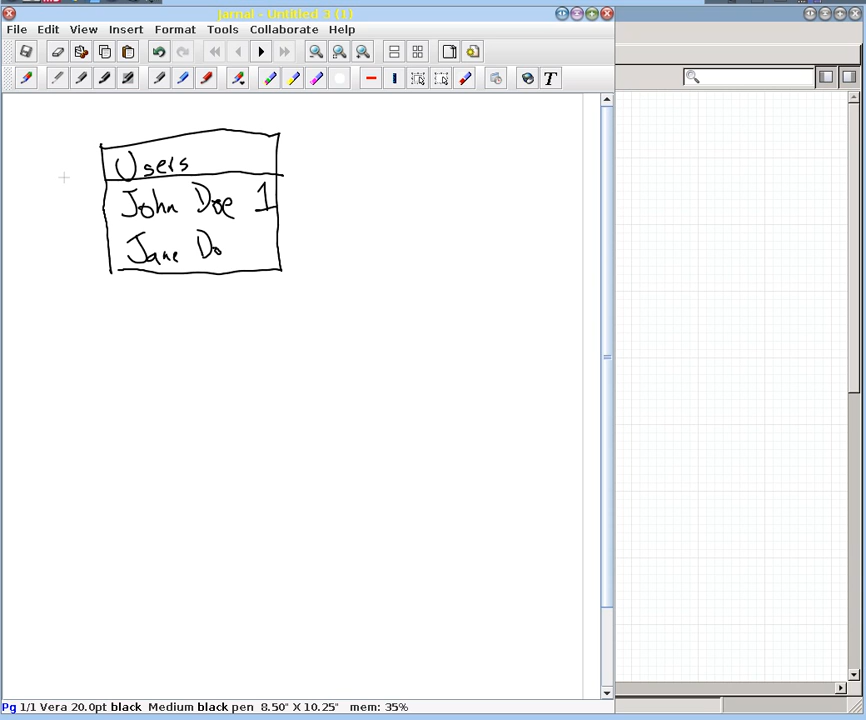 jarnal - Untitled 3 (1)
File Edit View Insert Format Tools Collaborate Help
T
Users
John Doe 1
Jane Do
Pg 1/1 Vera 20.0pt black Medium black pen 8.50" X 10.25" mem: 35%